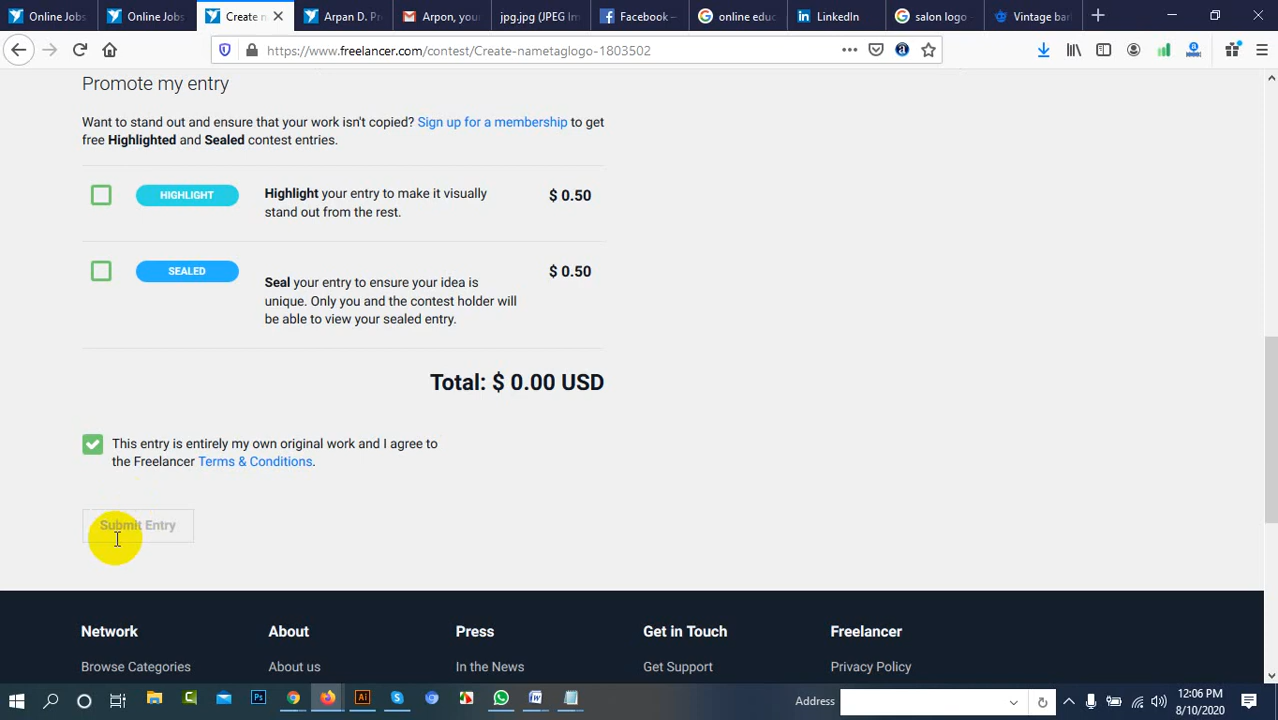 Online Jobs
Online Jobs
Create n
Arpan D. Pr
Arpon, you
jpg.jpg (JPEG Im
Facebook –
online educ
LinkedIn
salon logo -
Vintage bar
https://www.freelancer.com/contest/Create-nametaglogo-1803502
Promote my entry
Want to stand out and ensure that your work isn't copied? Sign up for a membership to get
free Highlighted and Sealed contest entries.
HIGHLIGHT
Highlight your entry to make it visually
stand out from the rest.
$ 0.50
SEALED
Seal your entry to ensure your idea is
unique. Only you and the contest holder will
be able to view your sealed entry.
$ 0.50
Total: $ 0.00 USD
This entry is entirely my own original work and I agree to
the Freelancer Terms & Conditions.
Submit Entry
Network
About
Press
Get in Touch
Freelancer
Browse Categories
About us
In the News
Get Support
Privacy Policy
Address
12:06 PM
8/10/2020